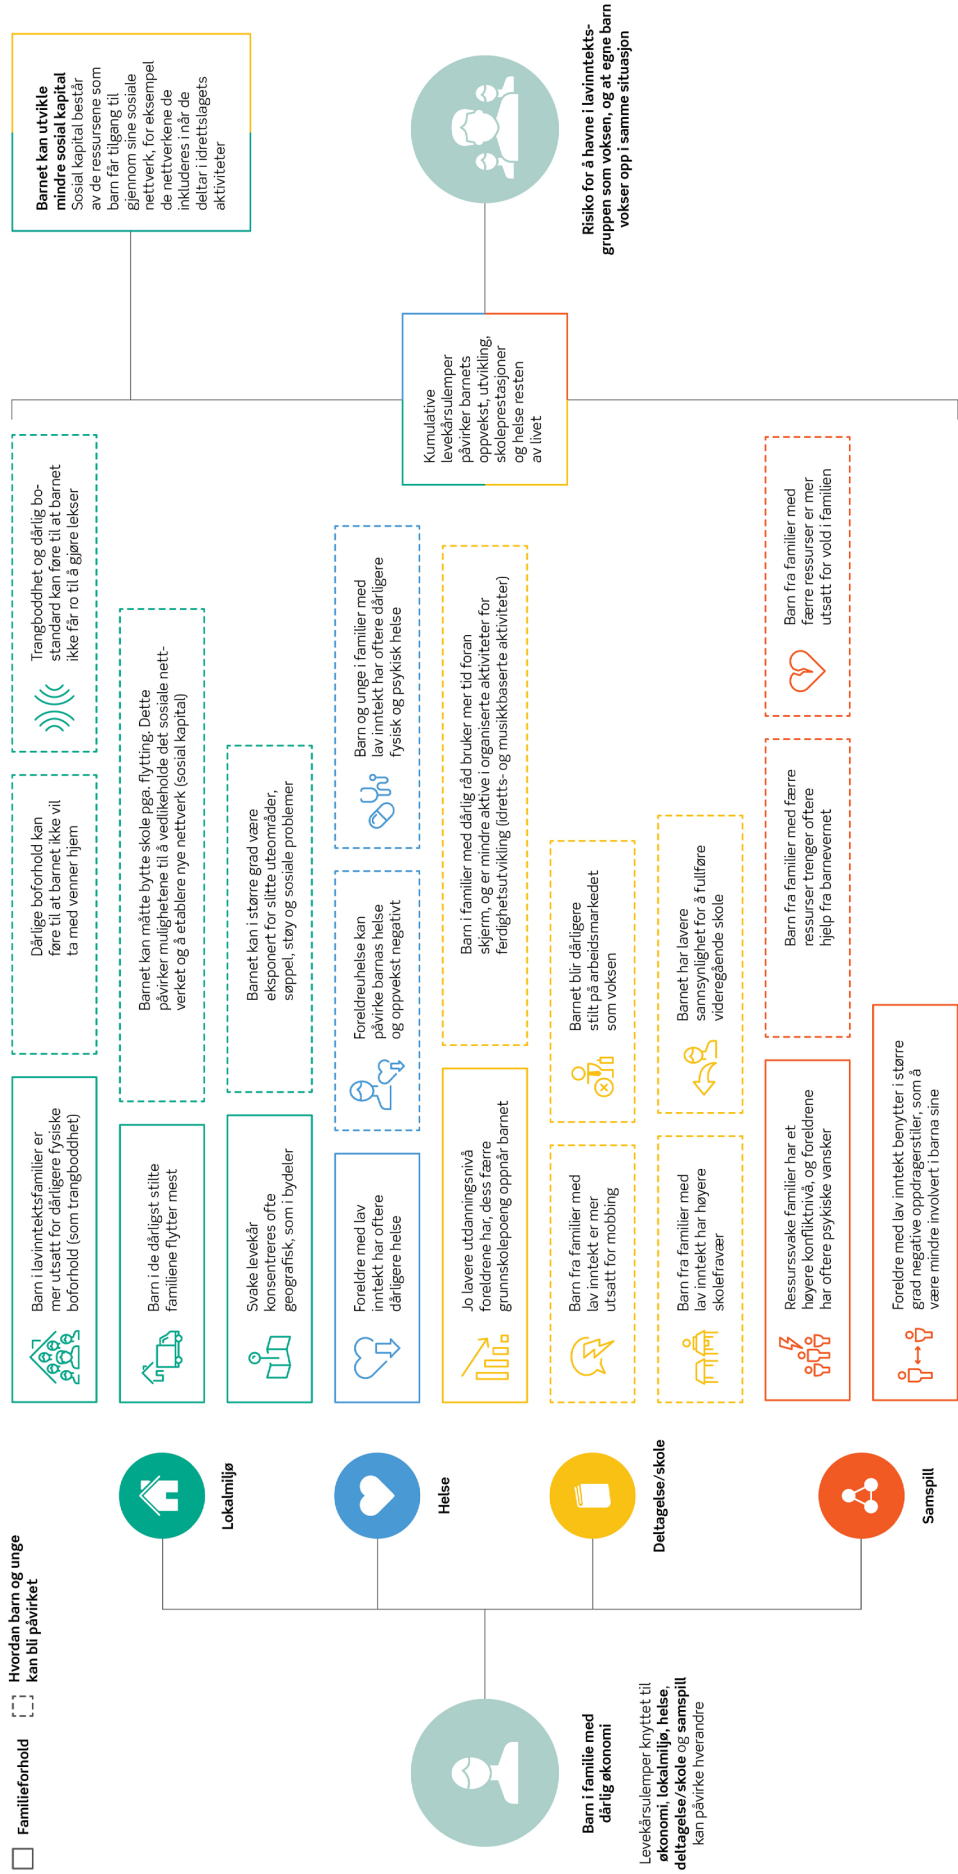 Familieforhold
Hvordan barn og unge
kan bli påvirket
Barn i familie med
dårlig økonomi
Levekårsulemper knyttet til
økonomi, lokalmiljø, helse,
deltagelse/skole og samspill
kan påvirke hverandre
Lokalmiljø
Barn i lavinntektsfamilier er
mer utsatt for dårligere fysiske
boforhold (som trangboddhet)
Dårlige boforhold kan
føre til at barnet ikke vil
ta med venner hjem
Trangboddhet og dårlig bo-
standard kan føre til at barnet
ikke får ro til å gjøre lekser
Barn i de dårligst stilte
familiene flytter mest
Barnet kan måtte bytte skole pga. flytting. Dette
påvirker mulighetene til å vedlikeholde det sosiale nett-
verket og å etablere nye nettverk (sosial kapital)
Svake levekår
konsentreres ofte
geografisk, som i bydeler
Barnet kan i større grad være
eksponert for slitte uteområder,
søppel, støy og sosiale problemer
Helse
Foreldre med lav
inntekt har oftere
dårligere helse
Foreldreuhelse kan
påvirke barnas helse
og oppvekst negativt
Barn og unge i familier med
lav inntekt har oftere dårligere
fysisk og psykisk helse
Deltagelse/skole
Jo lavere utdanningsnivå
foreldrene har, dess færre
grunnskolepoeng oppnår barnet
Barn i familier med dårlig råd bruker mer tid foran
skjerm, og er mindre aktive i organiserte aktiviteter for
ferdighetsutvikling (idretts- og musikkbaserte aktiviteter)
Barn fra familier med
lav inntekt er mer
utsatt for mobbing
Barnet blir dårligere
stilt på arbeidsmarkedet
som voksen
Barn fra familier med
lav inntekt har høyere
skolefravær
Barnet har lavere
sannsynlighet for å fullføre
videregående skole
Samspill
Ressurssvake familier har et
høyere konfliktnivå, og foreldrene
har oftere psykiske vansker
Barn fra familier med færre
ressurser trenger oftere
hjelp fra barnevernet
Barn fra familier med
færre ressurser er mer
utsatt for vold i familien
Foreldre med lav inntekt benytter i større
grad negative oppdragerstiler, som å
være mindre involvert i barna sine
Kumulative
levekårsulemper
påvirker barnets
oppvekst, utvikling,
skoleprestasjoner
og helse resten
av livet
Barnet kan utvikle
mindre sosial kapital
Sosial kapital består
av de ressursene som
barn får tilgang til
gjennom sine sosiale
nettverk, for eksempel
de nettverkene de
inkluderes i når de
deltar i idrettslagets
aktiviteter
Risiko for å havne i lavinntekts-
gruppen som voksen, og at egne barn
vokser opp i samme situasjon